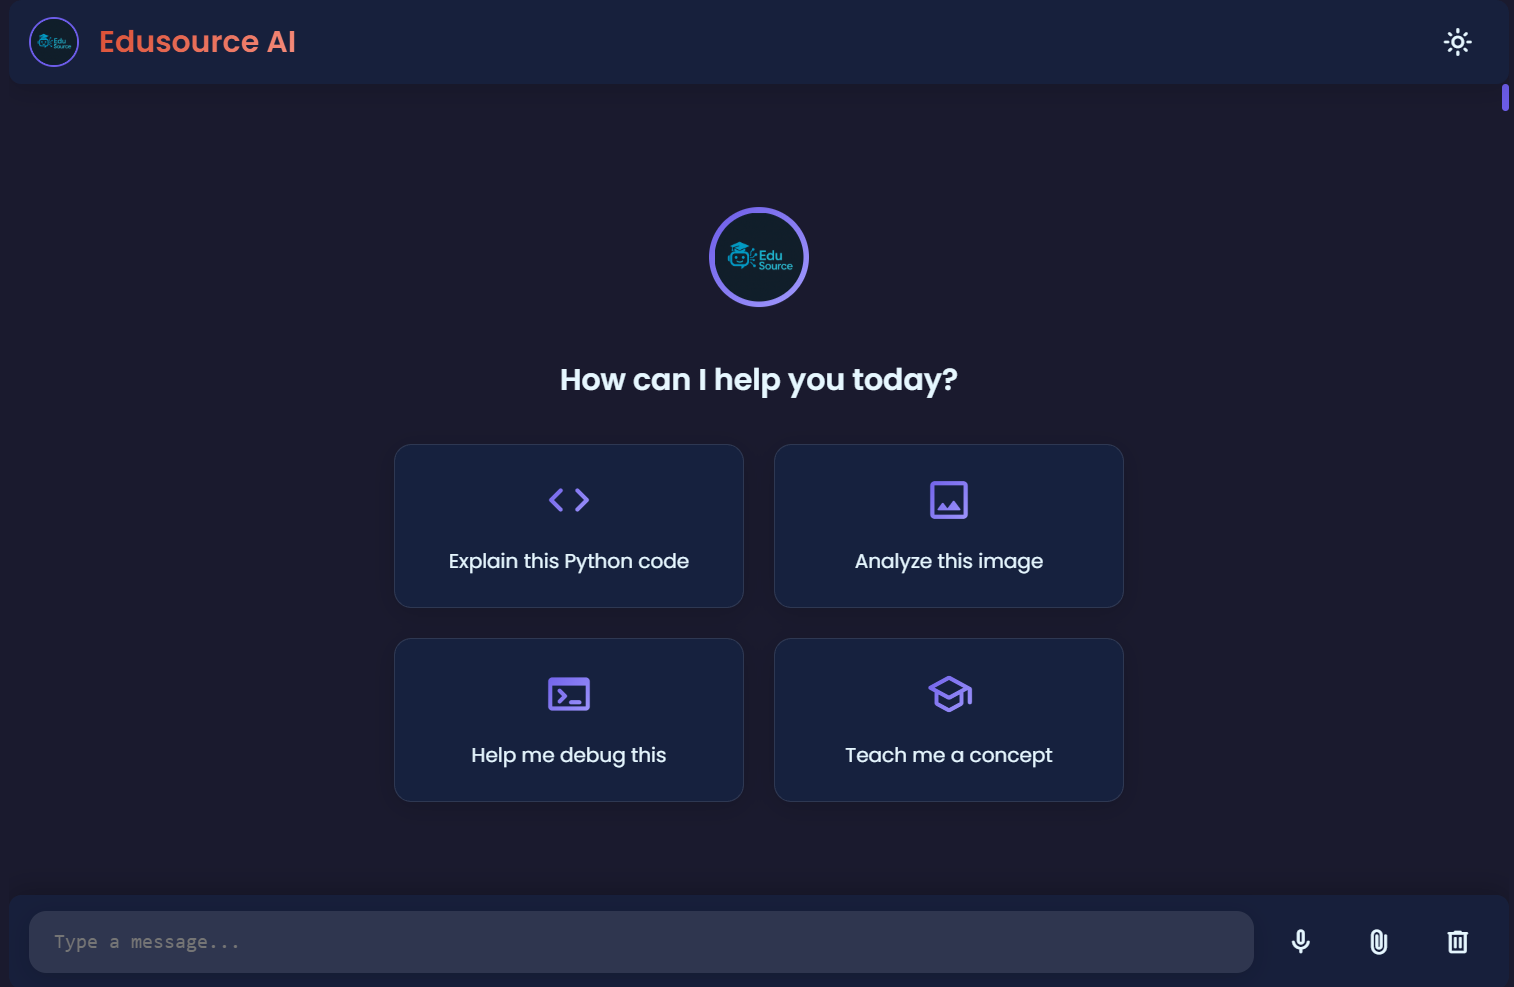 Edu
Source
Edusource AI
Edu
Source
How can I help you today?
Explain this Python code
Analyze this image
Help me debug this
Teach me a concept
Type a message...